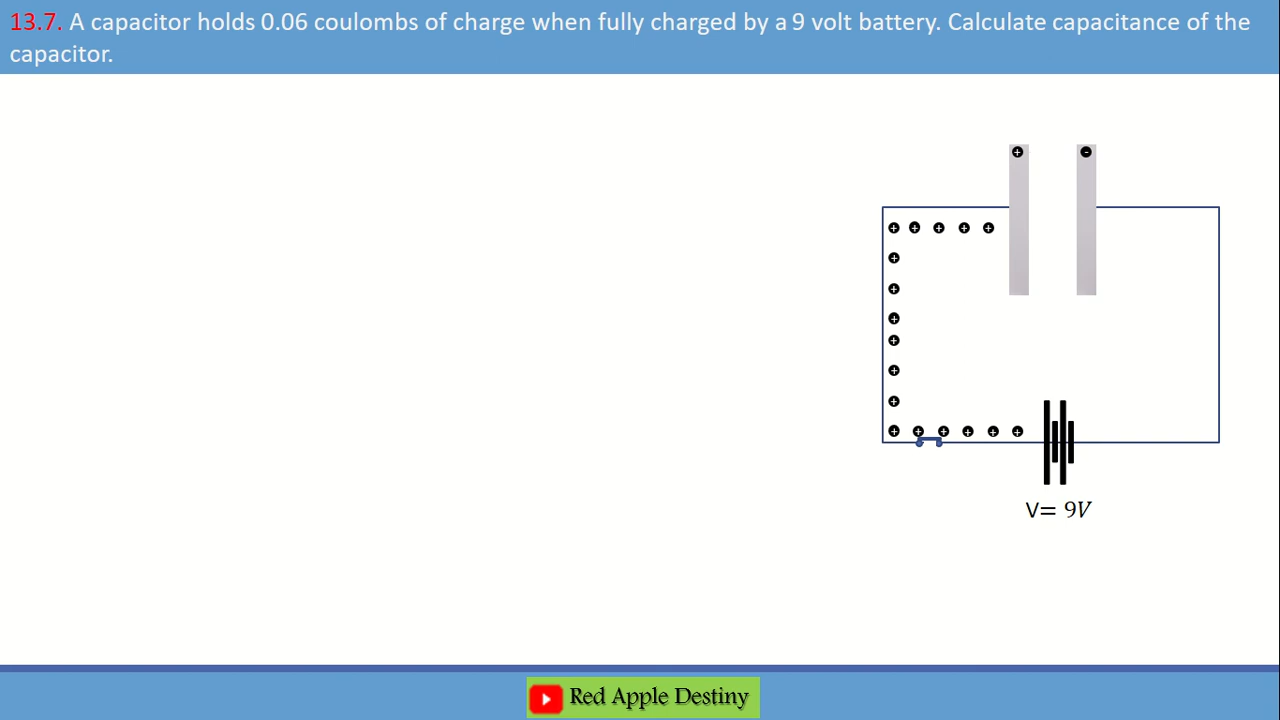 13.7. A capacitor holds 0.06 coulombs of charge when fully charged by a 9 volt battery. Calculate capacitance of the
capacitor.
+ -
+ + + + +
+
+
+
+
+
+
+ + + + + +
V= 9V
Red Apple Destiny